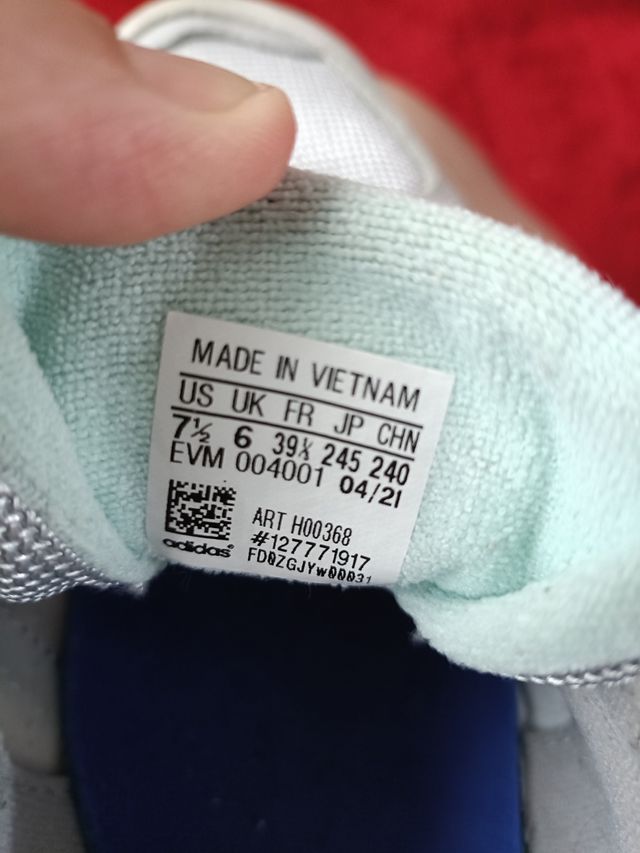 MADE IN VIETNAM
US UK FR JP CHN
7½ 6 39⅓ 245 240
EVM 004001 04/21
ART H00368
#127771917
adidas
FD0ZGJYw00031